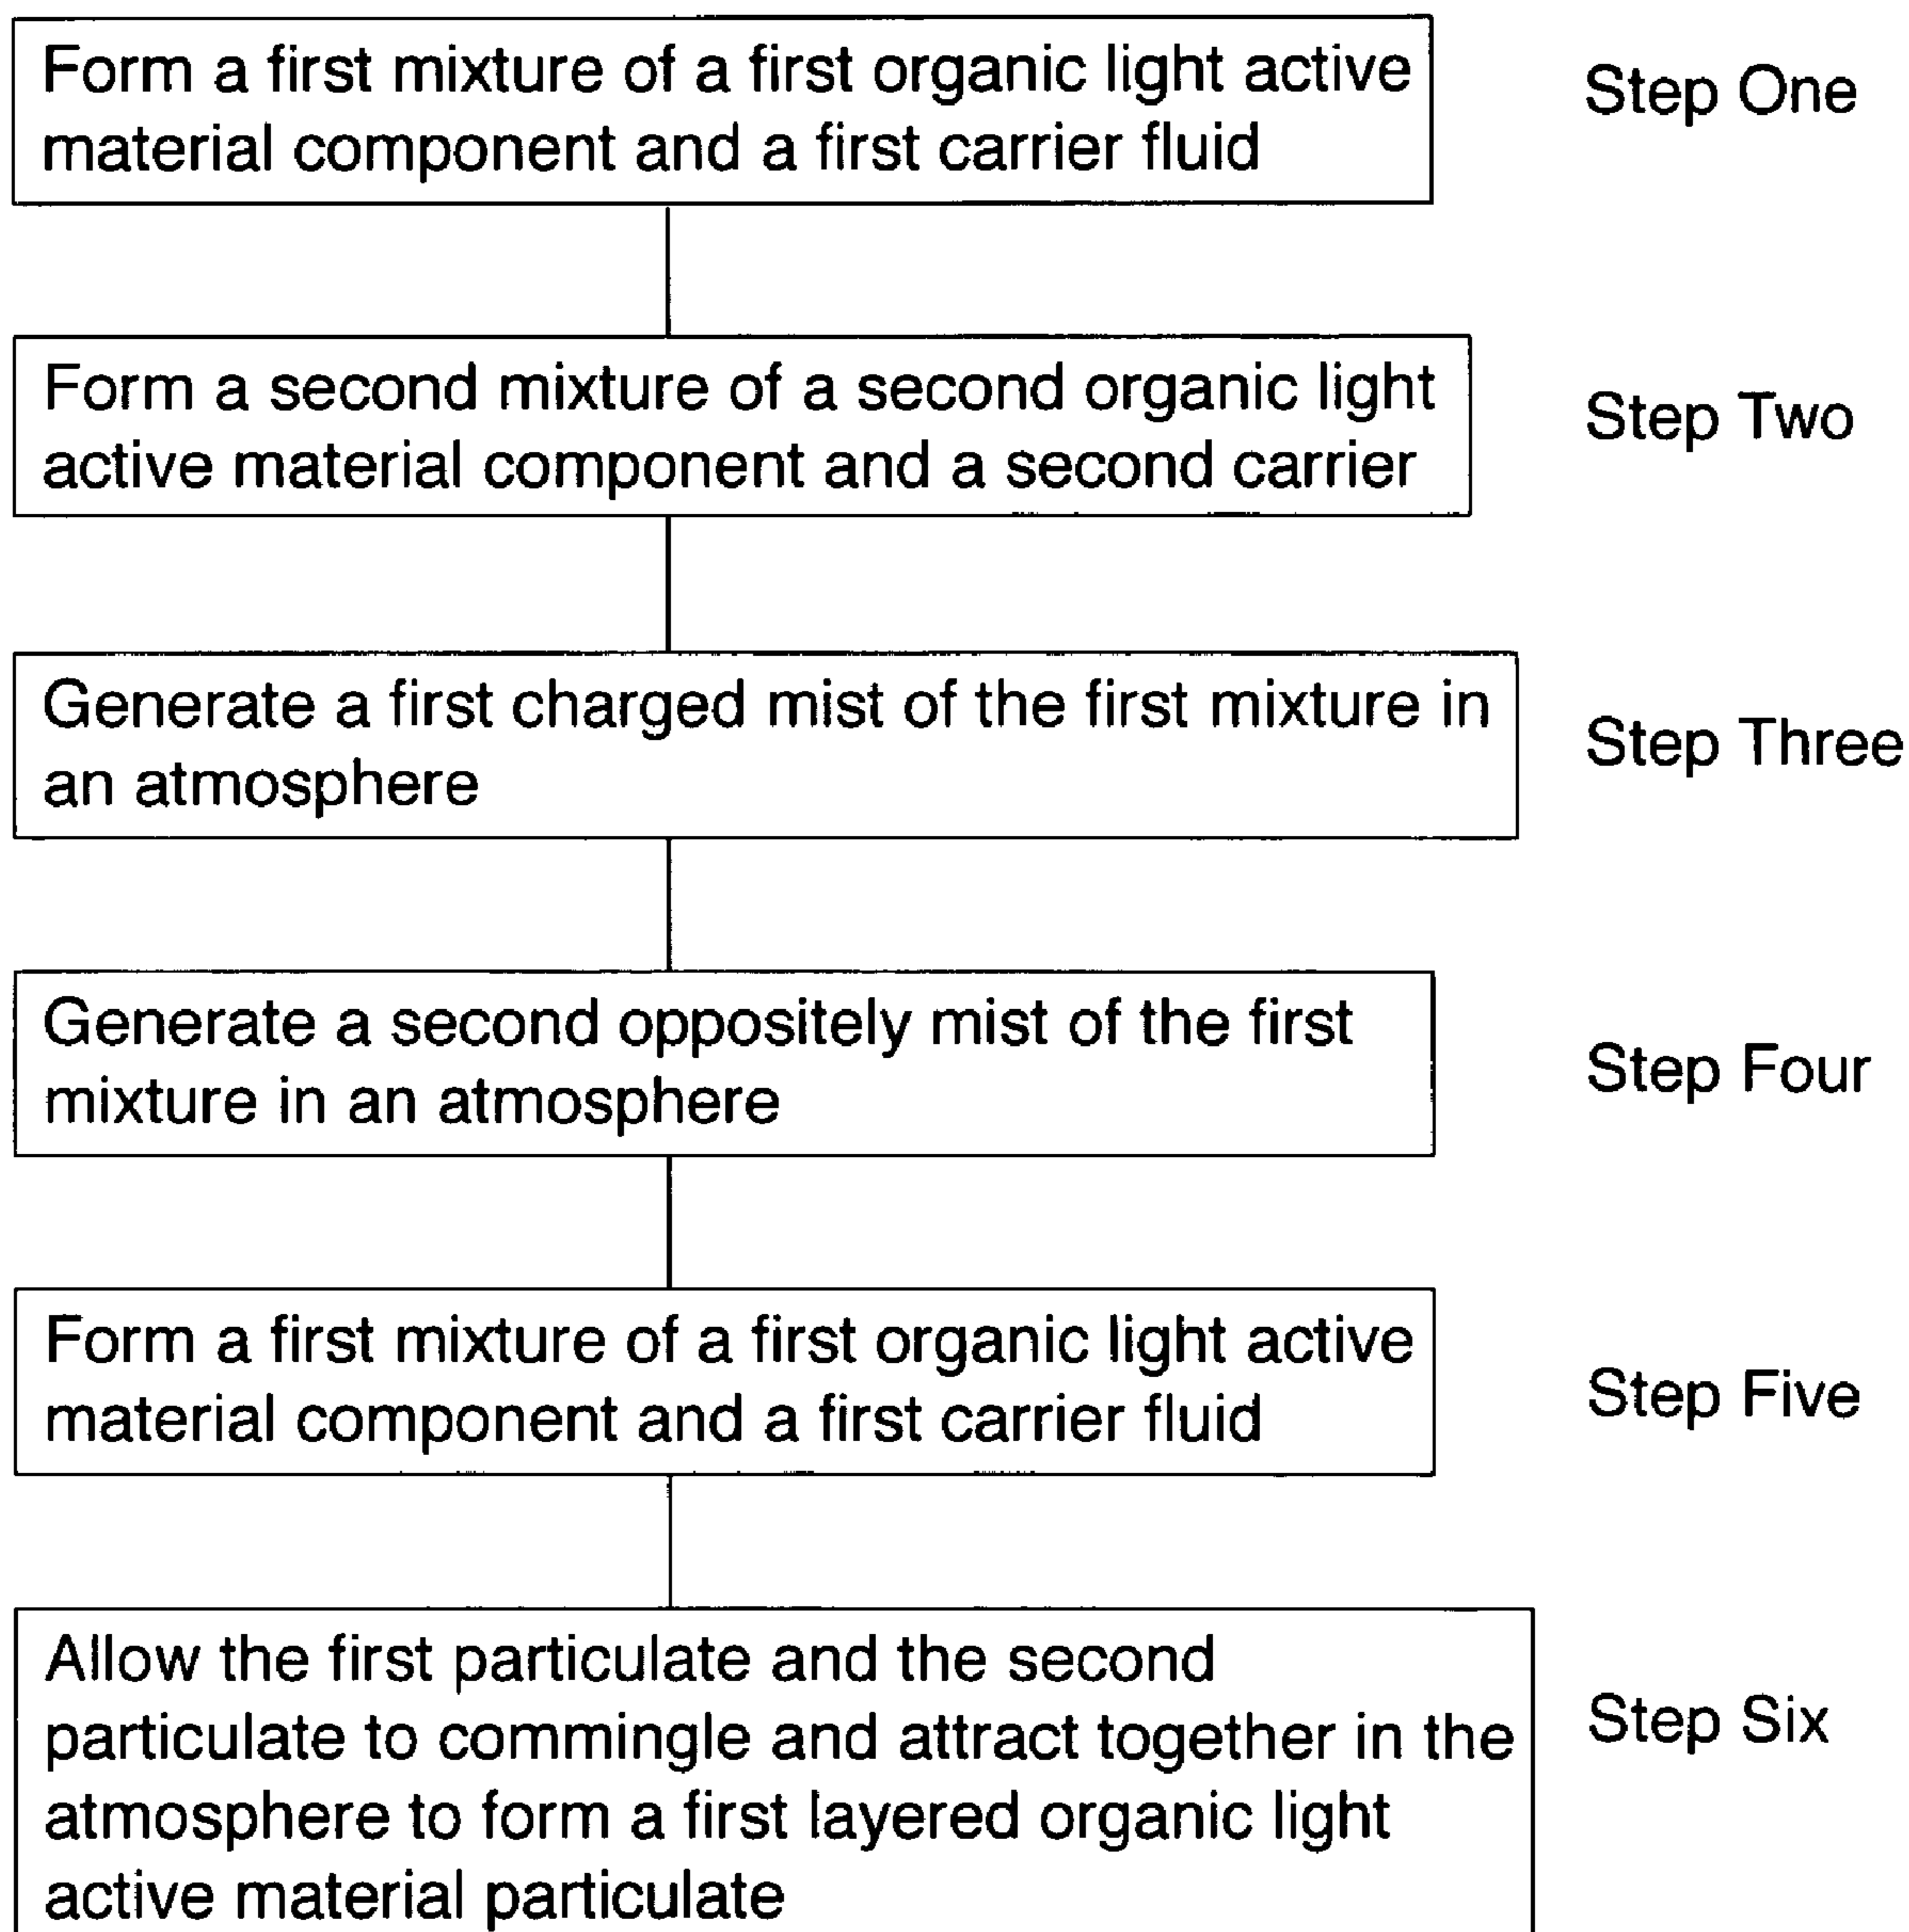 Form a first mixture of a first organic light active
material component and a first carrier fluid
Step One
Form a second mixture of a second organic light
active material component and a second carrier
Step Two
Generate a first charged mist of the first mixture in
an atmosphere
Step Three
Generate a second oppositely mist of the first
mixture in an atmosphere
Step Four
Form a first mixture of a first organic light active
material component and a first carrier fluid
Step Five
Allow the first particulate and the second
particulate to commingle and attract together in the
atmosphere to form a first layered organic light
active material particulate
Step Six